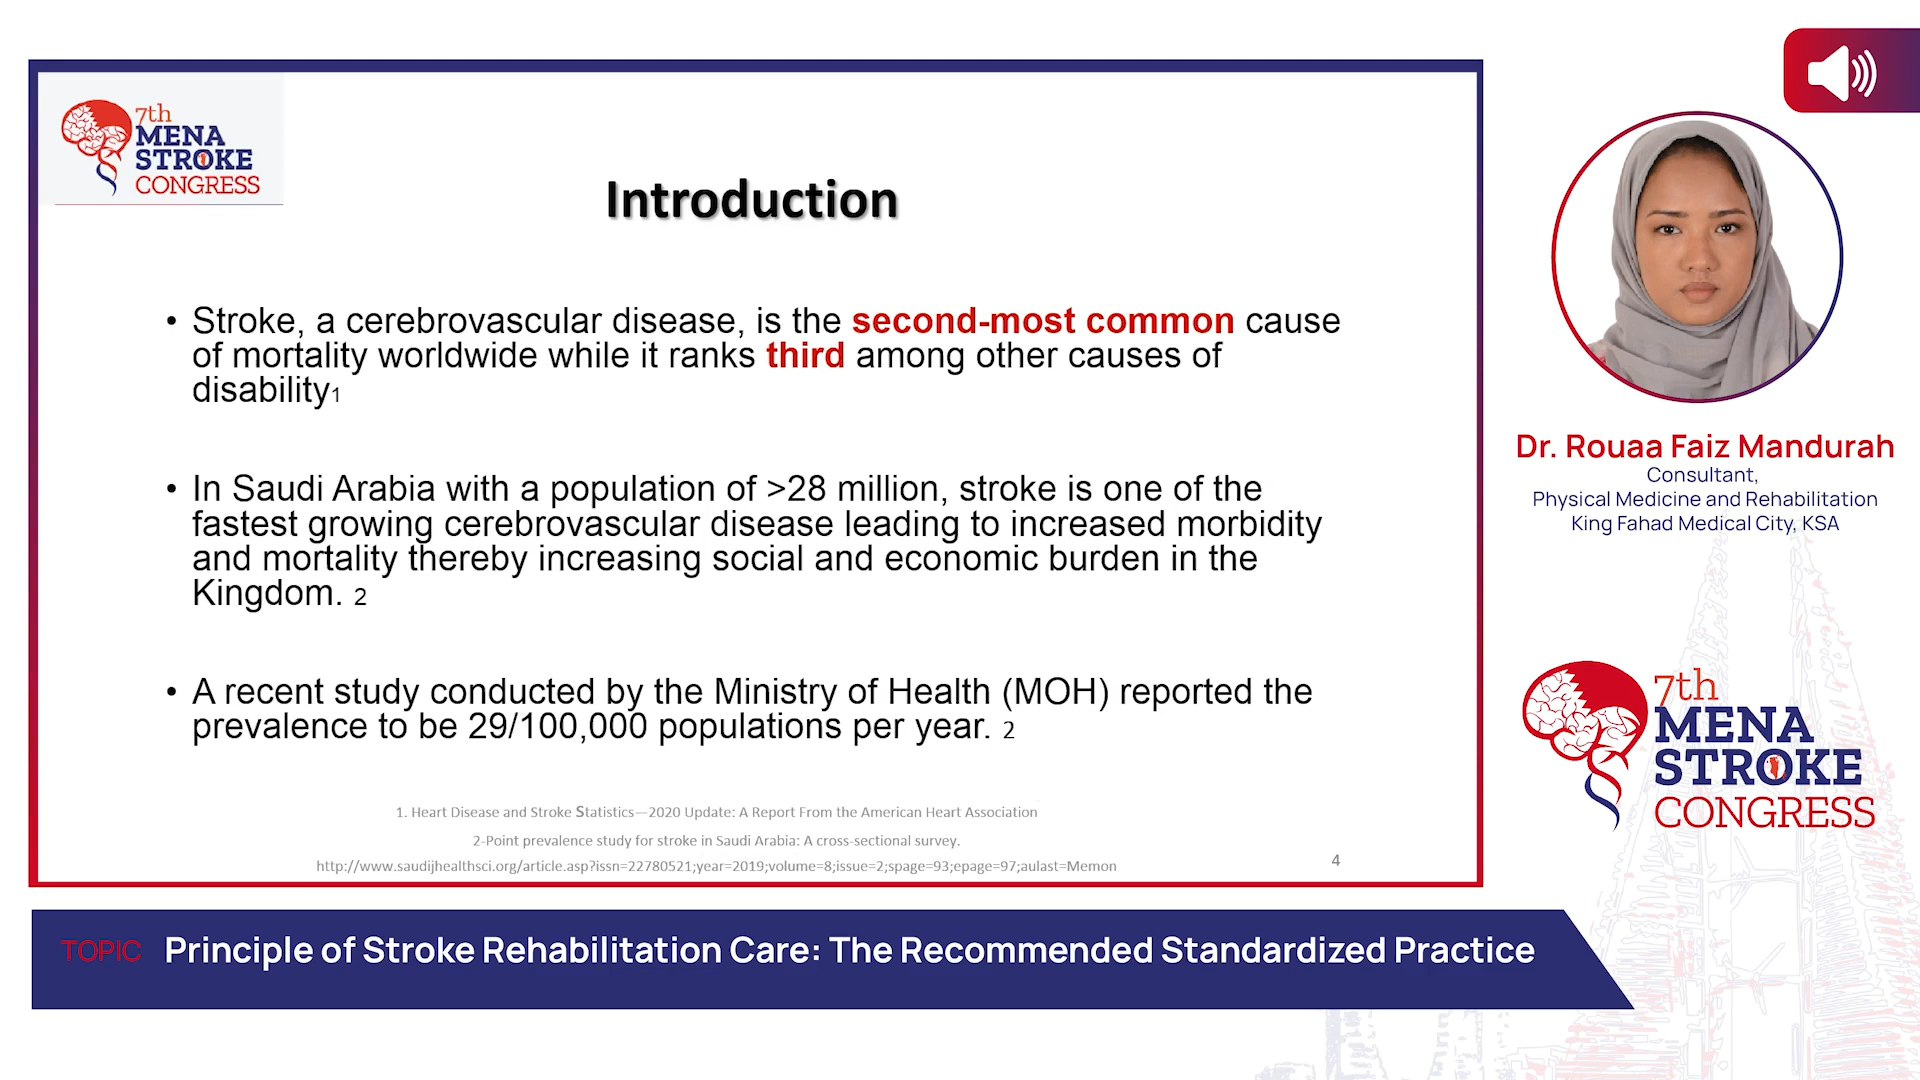 7th
MENA
STROKE
CONGRESS
Introduction
• Stroke, a cerebrovascular disease, is the second-most common cause
of mortality worldwide while it ranks third among other causes of
disability1
• In Saudi Arabia with a population of >28 million, stroke is one of the
fastest growing cerebrovascular disease leading to increased morbidity
and mortality thereby increasing social and economic burden in the
Kingdom. 2
• A recent study conducted by the Ministry of Health (MOH) reported the
prevalence to be 29/100,000 populations per year. 2
1. Heart Disease and Stroke Statistics—2020 Update: A Report From the American Heart Association
2-Point prevalence study for stroke in Saudi Arabia: A cross-sectional survey.
http://www.saudijhealthsci.org/article.asp?issn=22780521;year=2019;volume=8;issue=2;spage=93;epage=97;aulast=Memon
4
Dr. Rouaa Faiz Mandurah
Consultant,
Physical Medicine and Rehabilitation
King Fahad Medical City, KSA
7th
MENA
STROKE
CONGRESS
TOPIC Principle of Stroke Rehabilitation Care: The Recommended Standardized Practice